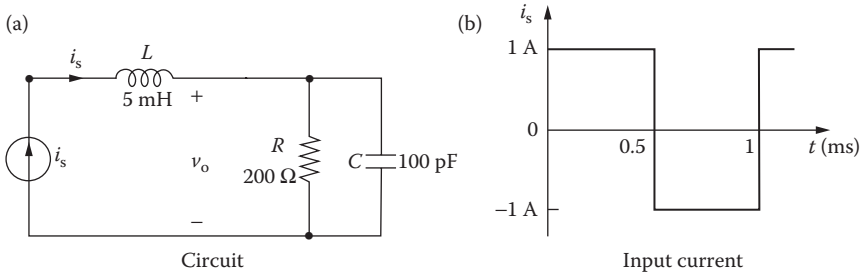 (a)
i_s
L
5 mH
+
i_s
v_o
R
200 Ω
C
100 pF
−
Circuit
(b)
i_s
1 A
0
0.5
1
t (ms)
−1 A
Input current